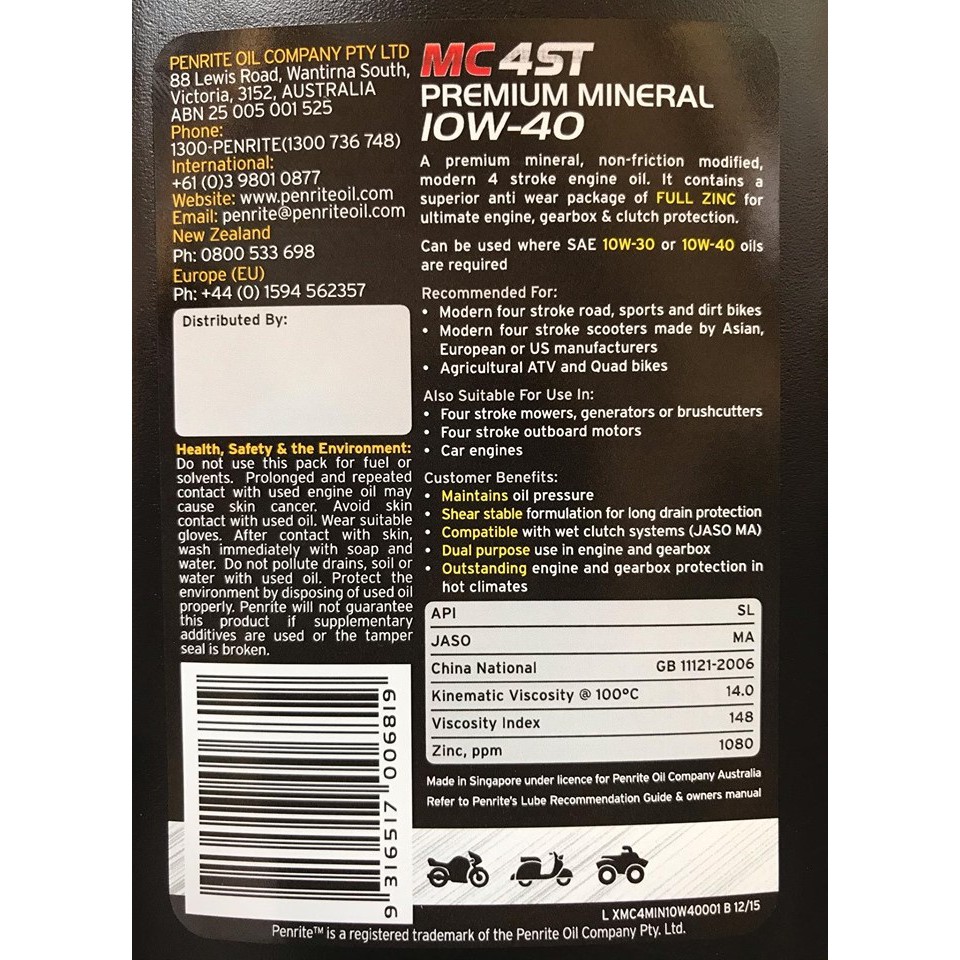 PENRITE OIL COMPANY PTY LTD
88 Lewis Road, Wantirna South,
Victoria, 3152, AUSTRALIA
ABN 25 005 001 525
Phone:
1300-PENRITE(1300 736 748)
International:
+61 (0)3 9801 0877
Website: www.penriteoil.com
Email: penrite@penriteoil.com
New Zealand
Ph: 0800 533 698
Europe (EU)
Ph: +44 (0) 1594 562357
Distributed By:
Health, Safety & the Environment:
Do not use this pack for fuel or
solvents. Prolonged and repeated
contact with used engine oil may
cause skin cancer. Avoid skin
contact with used oil. Wear suitable
gloves. After contact with skin,
wash immediately with soap and
water. Do not pollute drains, soil or
water with used oil. Protect the
environment by disposing of used oil
properly. Penrite will not guarantee
this product if supplementary
additives are used or the tamper
seal is broken.
9 316517 006819
MC 4ST
PREMIUM MINERAL
10W-40
A premium mineral, non-friction modified,
modern 4 stroke engine oil. It contains a
superior anti wear package of FULL ZINC for
ultimate engine, gearbox & clutch protection.
Can be used where SAE 10W-30 or 10W-40 oils
are required
Recommended For:
• Modern four stroke road, sports and dirt bikes
• Modern four stroke scooters made by Asian,
European or US manufacturers
• Agricultural ATV and Quad bikes
Also Suitable For Use In:
• Four stroke mowers, generators or brushcutters
• Four stroke outboard motors
• Car engines
Customer Benefits:
• Maintains oil pressure
• Shear stable formulation for long drain protection
• Compatible with wet clutch systems (JASO MA)
• Dual purpose use in engine and gearbox
• Outstanding engine and gearbox protection in
hot climates
API SL
JASO MA
China National GB 11121-2006
Kinematic Viscosity @ 100°C 14.0
Viscosity Index 148
Zinc, ppm 1080
Made in Singapore under licence for Penrite Oil Company Australia
Refer to Penrite's Lube Recommendation Guide & owners manual
L XMC4MIN10W40001 B 12/15
Penrite™ is a registered trademark of the Penrite Oil Company Pty. Ltd.